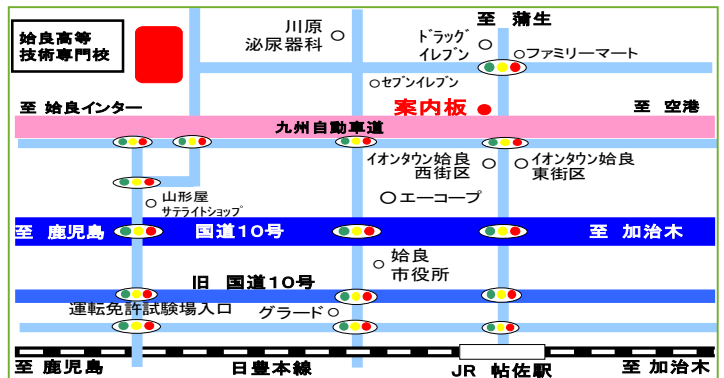 至 蒲生
姶良高等
技術専門校
川原
泌尿器科
ドラッグ
イレブン
ファミリーマート
セブンイレブン
至 姶良インター
案内板
至 空港
九州自動車道
イオンタウン姶良
西街区
イオンタウン姶良
東街区
山形屋
サテライトショップ
エーコープ
至 鹿児島
国道10号
至 加治木
姶良
市役所
旧 国道10号
運転免許試験場入口
グラード
至 鹿児島
日豊本線
JR 帖佐駅
至 加治木